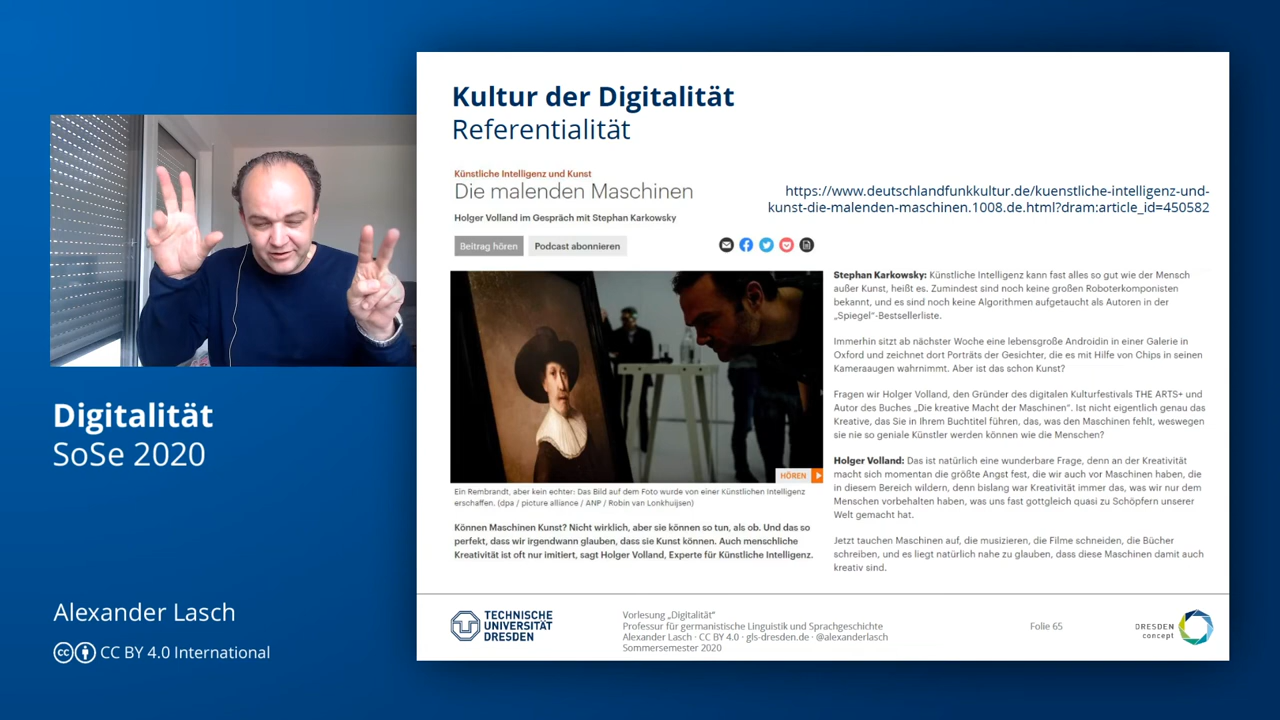 Kultur der Digitalität
Referentialität
Künstliche Intelligenz und Kunst
Die malenden Maschinen
Holger Volland im Gespräch mit Stephan Karkowsky
Beitrag hören
Podcast abonnieren
https://www.deutschlandfunkkultur.de/kuenstliche-intelligenz-und-
kunst-die-malenden-maschinen.1008.de.html?dram:article_id=450582
HÖREN
Ein Rembrandt, aber kein echter: Das Bild auf dem Foto wurde von einer Künstlichen Intelligenz
erschaffen. (dpa / picture alliance / ANP / Robin van Lonkhuijsen)
Können Maschinen Kunst? Nicht wirklich, aber sie können so tun, als ob. Und das so
perfekt, dass wir irgendwann glauben, dass sie Kunst können. Auch menschliche
Kreativität ist oft nur imitiert, sagt Holger Volland, Experte für Künstliche Intelligenz.
Stephan Karkowsky: Künstliche Intelligenz kann fast alles so gut wie der Mensch
außer Kunst, heißt es. Zumindest sind noch keine großen Roboterkomponisten
bekannt, und es sind noch keine Algorithmen aufgetaucht als Autoren in der
„Spiegel“-Bestsellerliste.
Immerhin sitzt ab nächster Woche eine lebensgroße Androidin in einer Galerie in
Oxford und zeichnet dort Porträts der Gesichter, die es mit Hilfe von Chips in seinen
Kameraaugen wahrnimmt. Aber ist das schon Kunst?
Fragen wir Holger Volland, den Gründer des digitalen Kulturfestivals THE ARTS+ und
Autor des Buches „Die kreative Macht der Maschinen“. Ist nicht eigentlich genau das
Kreative, das Sie in Ihrem Buchtitel führen, das, was den Maschinen fehlt, weswegen
sie nie so geniale Künstler werden können wie die Menschen?
Holger Volland: Das ist natürlich eine wunderbare Frage, denn an der Kreativität
macht sich momentan die größte Angst fest, die wir auch vor Maschinen haben, die
in diesem Bereich wildern, denn bislang war Kreativität immer das, was wir nur dem
Menschen vorbehalten haben, was uns fast gottgleich quasi zu Schöpfern unserer
Welt gemacht hat.
Jetzt tauchen Maschinen auf, die musizieren, die Filme schneiden, die Bücher
schreiben, und es liegt natürlich nahe zu glauben, dass diese Maschinen damit auch
kreativ sind.
Digitalität
SoSe 2020
Alexander Lasch
CC BY 4.0 International
TECHNISCHE
UNIVERSITÄT
DRESDEN
Vorlesung „Digitalität“
Professur für germanistische Linguistik und Sprachgeschichte
Alexander Lasch · CC BY 4.0 · gls-dresden.de · @alexanderlasch
Sommersemester 2020
Folie 65
DRESDEN
concept